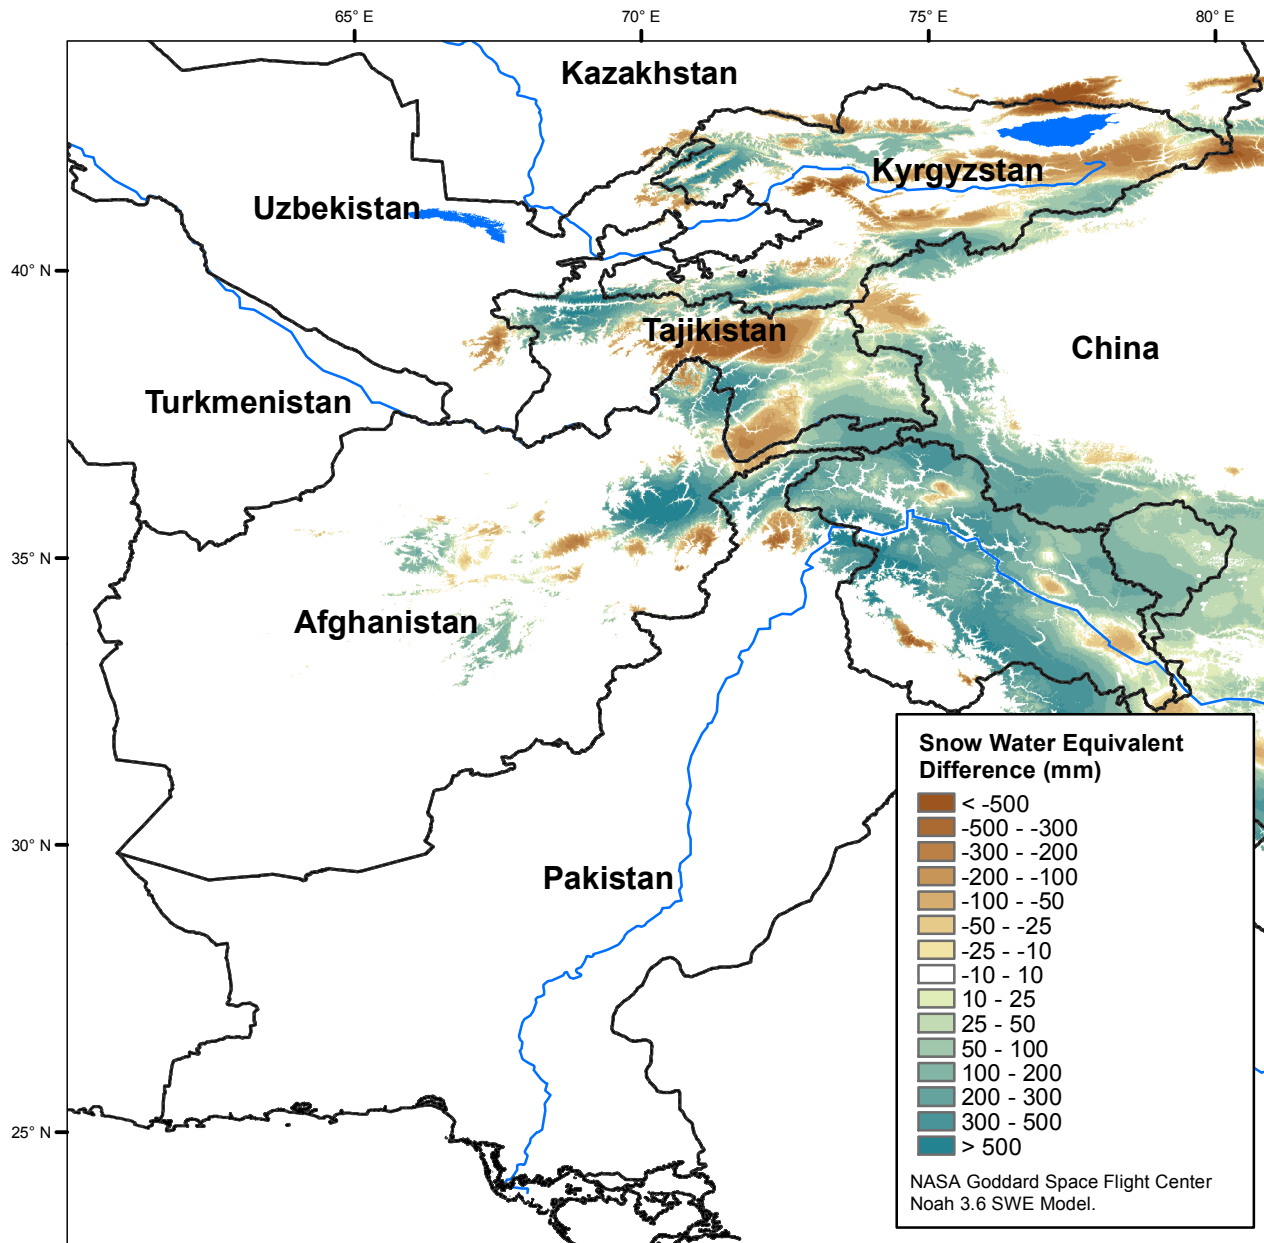 65° E
70° E
75° E
80° E
Kazakhstan
Kyrgyzstan
Uzbekistan
40° N
Tajikistan
China
Turkmenistan
35° N
Afghanistan
Snow Water Equivalent
Difference (mm)
< -500
-500 - -300
-300 - -200
-200 - -100
-100 - -50
-50 - -25
-25 - -10
-10 - 10
10 - 25
25 - 50
50 - 100
100 - 200
200 - 300
300 - 500
> 500
30° N
Pakistan
25° N
NASA Goddard Space Flight Center
Noah 3.6 SWE Model.